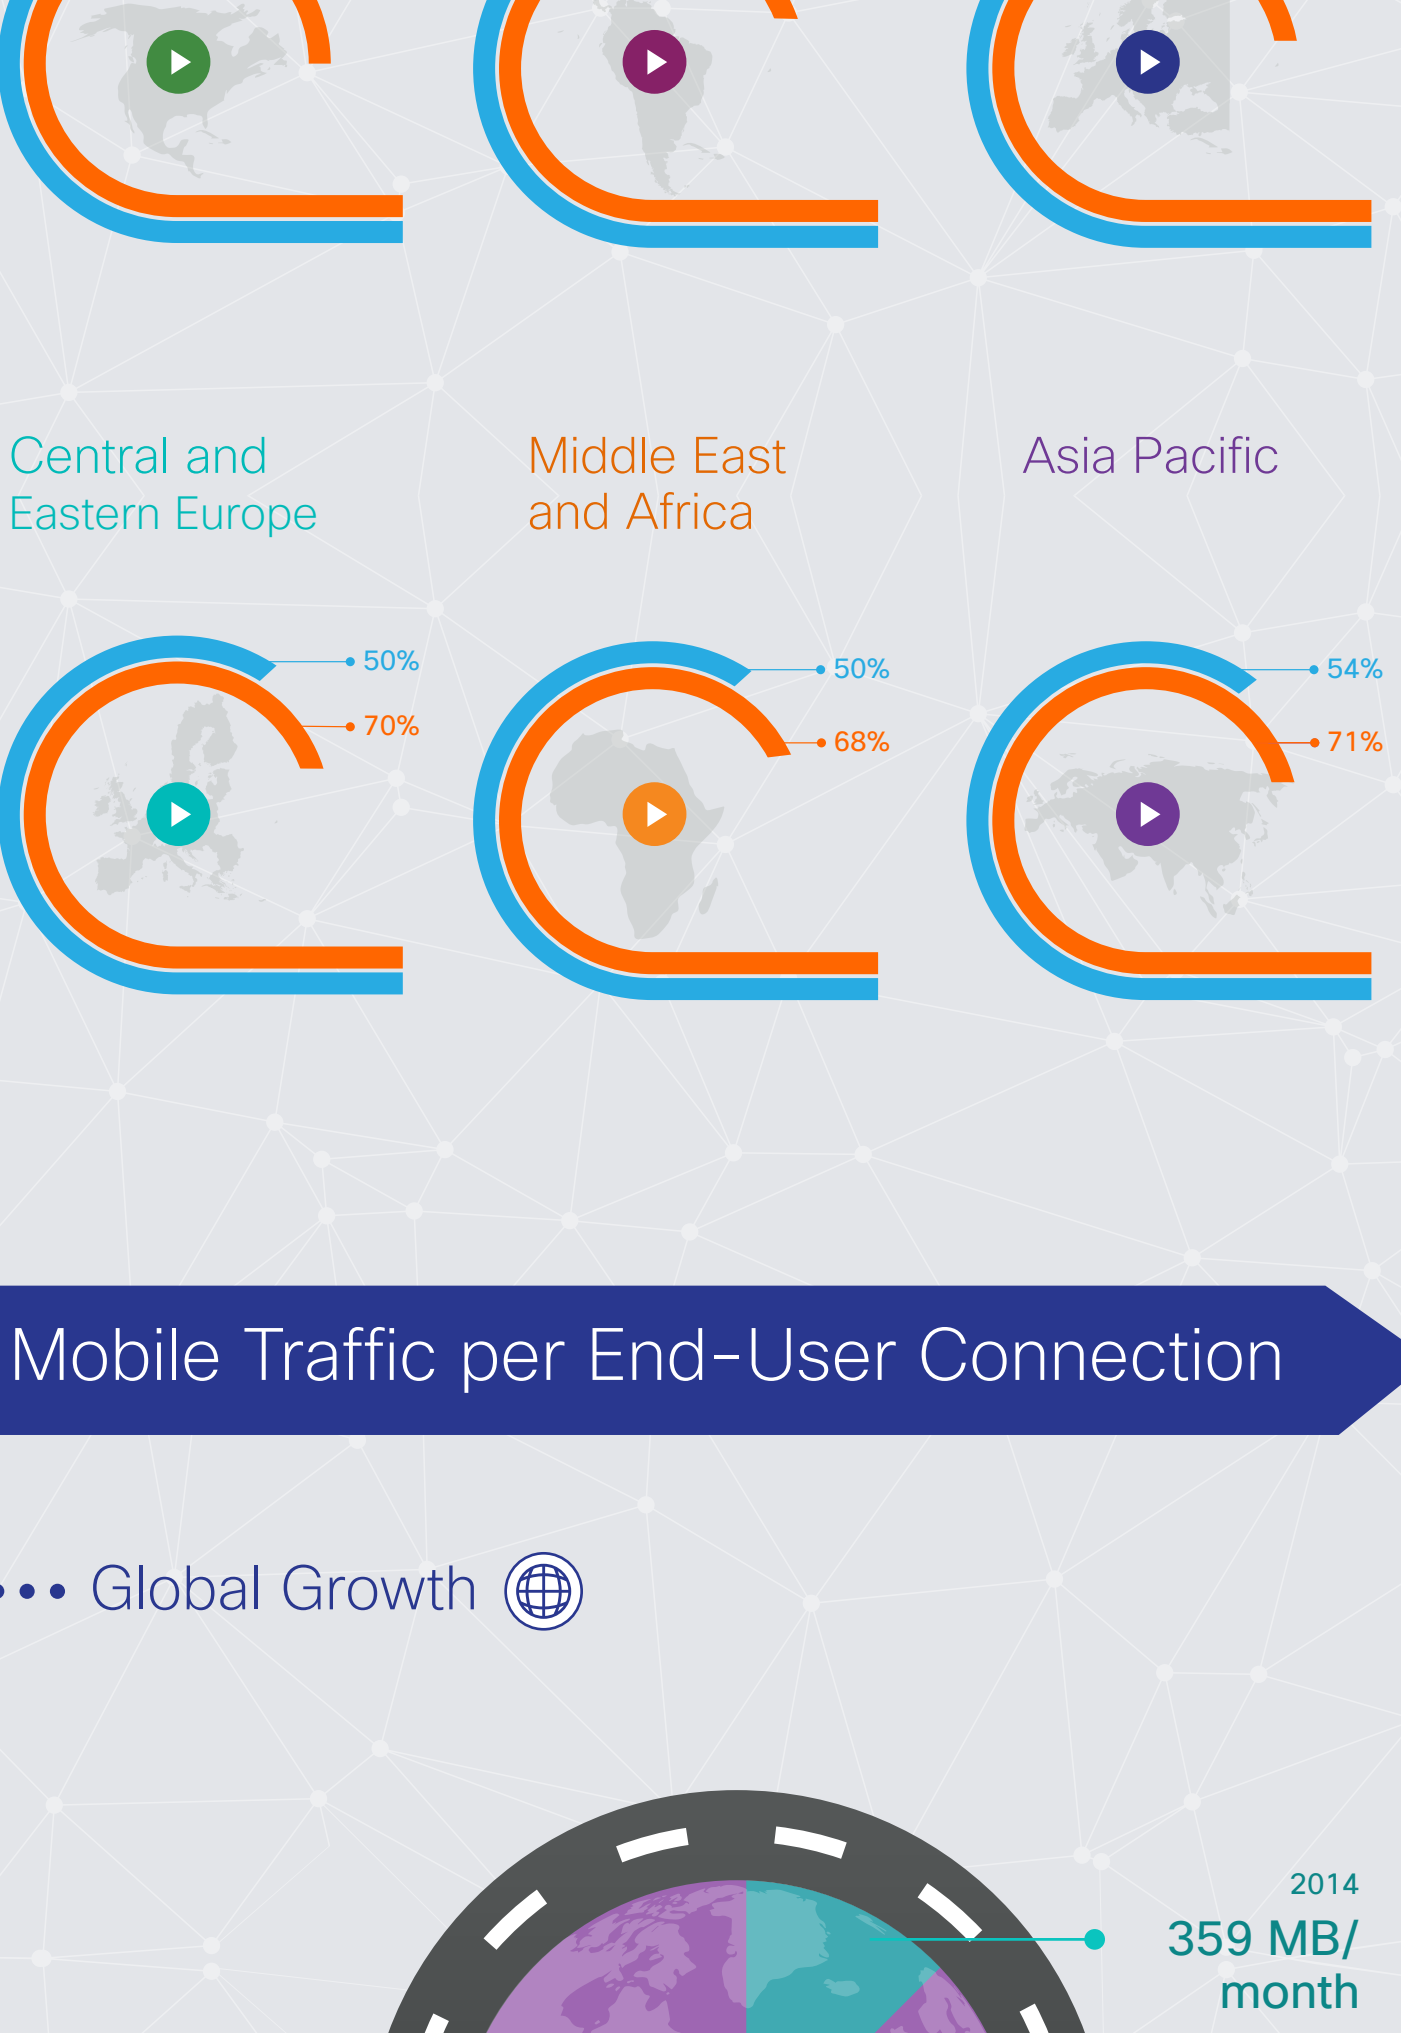 Central and
Eastern Europe
Middle East
and Africa
Asia Pacific
50%
70%
50%
68%
54%
71%
Mobile Traffic per End-User Connection
Global Growth
2014
359 MB/
month